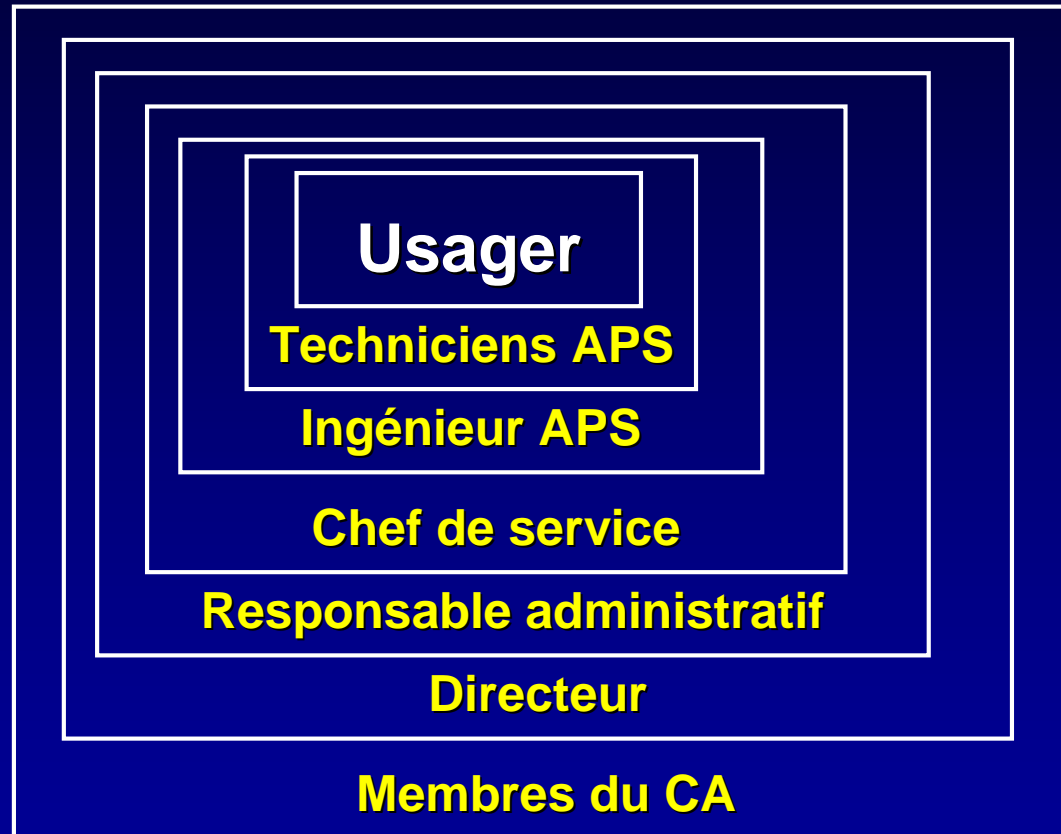 Usager
Techniciens APS
Ingénieur APS
Chef de service
Responsable administratif
Directeur
Membres du CA